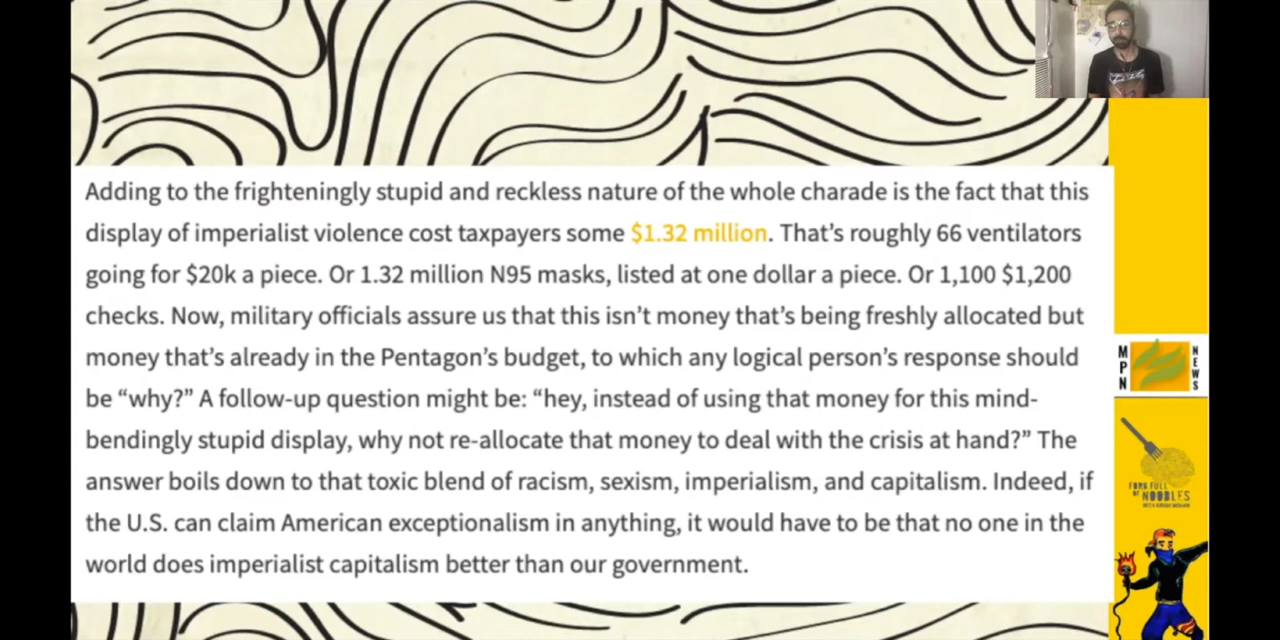 Adding to the frighteningly stupid and reckless nature of the whole charade is the fact that this
display of imperialist violence cost taxpayers some $1.32 million. That’s roughly 66 ventilators
going for $20k a piece. Or 1.32 million N95 masks, listed at one dollar a piece. Or 1,100 $1,200
checks. Now, military officials assure us that this isn’t money that’s being freshly allocated but
money that’s already in the Pentagon’s budget, to which any logical person’s response should
be “why?” A follow-up question might be: “hey, instead of using that money for this mind-
bendingly stupid display, why not re-allocate that money to deal with the crisis at hand?” The
answer boils down to that toxic blend of racism, sexism, imperialism, and capitalism. Indeed, if
the U.S. can claim American exceptionalism in anything, it would have to be that no one in the
world does imperialist capitalism better than our government.
MPN
NEWS
FORK FULL
OF NOODLES